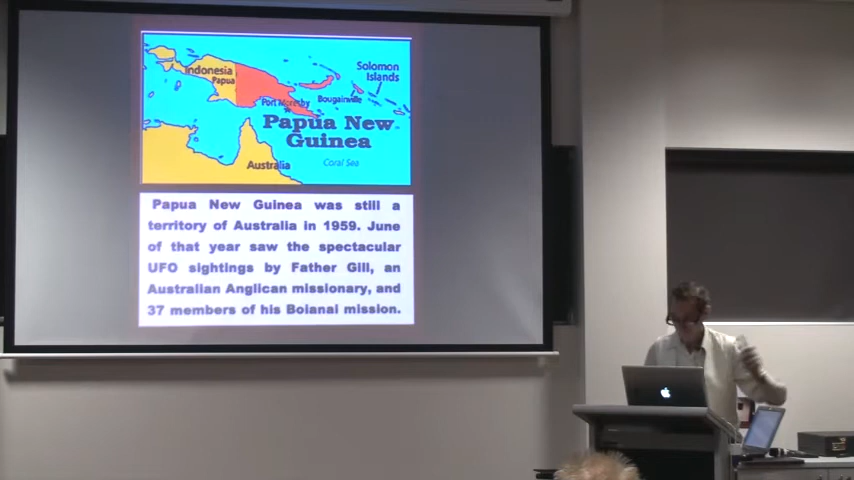 Indonesia
Papua
Solomon
Islands
Port Moresby
Bougainville
Papua New
Guinea
Australia
Coral Sea
Papua New Guinea was still a
territory of Australia in 1959. June
of that year saw the spectacular
UFO sightings by Father Gill, an
Australian Anglican missionary, and
37 members of his Boianai mission.